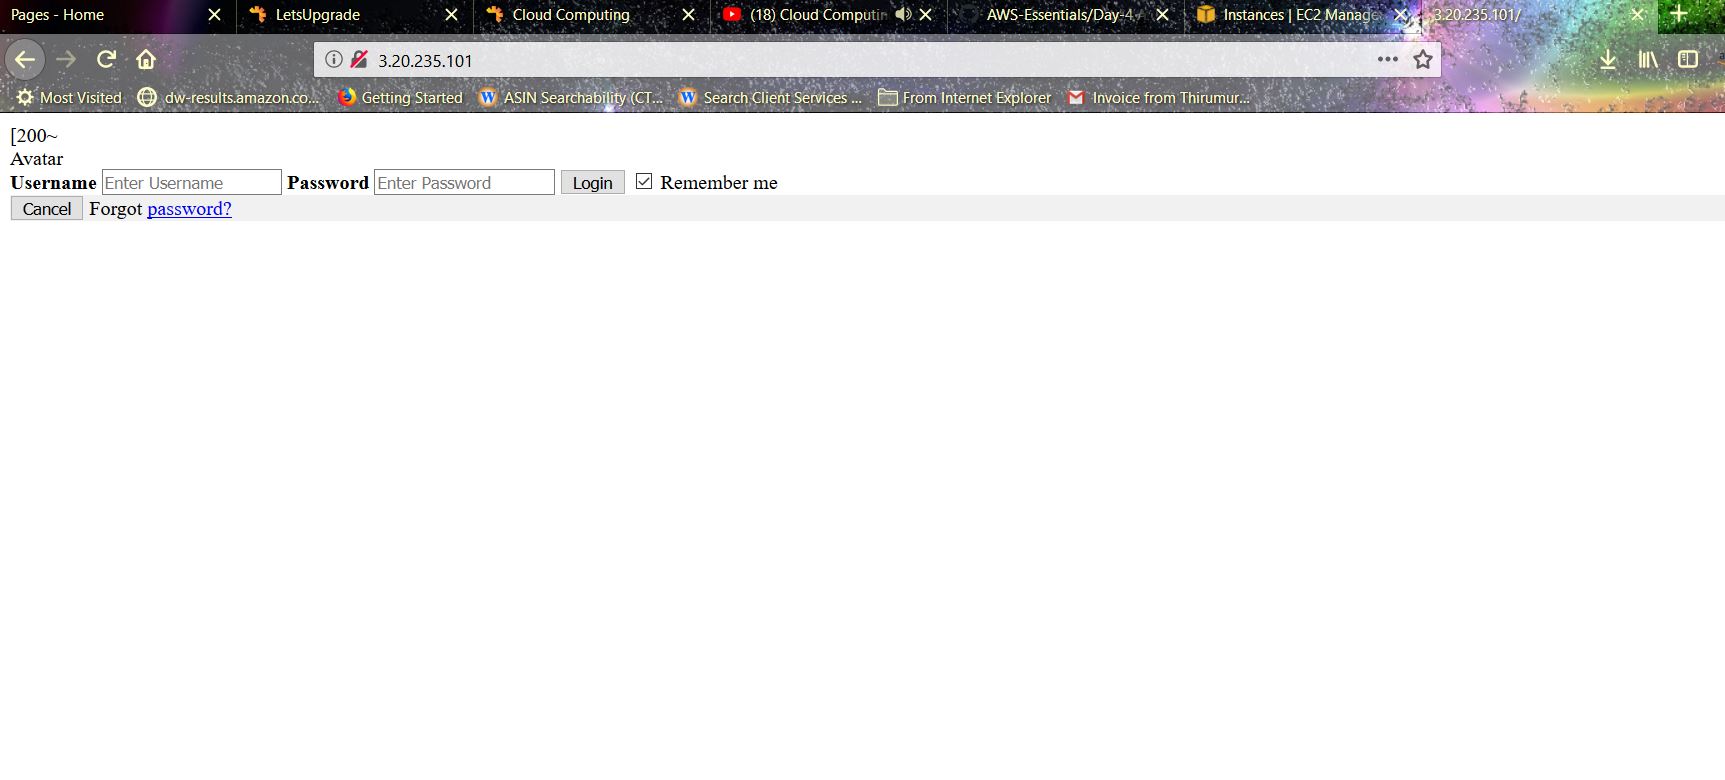 Pages - Home LetsUpgrade Cloud Computing (18) Cloud Computin AWS-Essentials/Day-4 Instances | EC2 Manage 3.20.235.101/
3.20.235.101
Most Visited dw-results.amazon.co... Getting Started ASIN Searchability (CT... Search Client Services ... From Internet Explorer Invoice from Thirumur...
[200~
Avatar
Username Enter Username Password Enter Password Login Remember me
Cancel Forgot password?